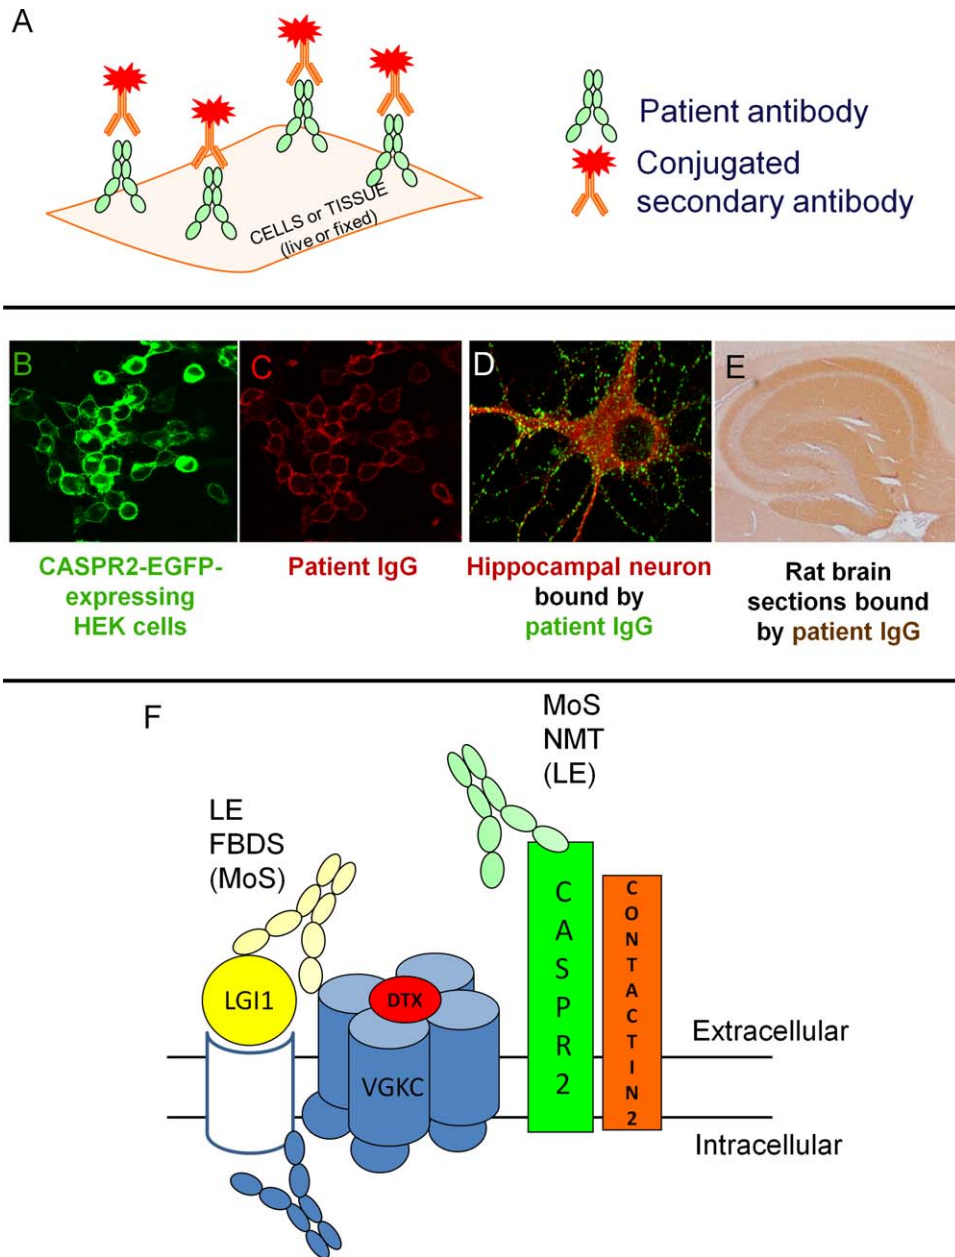 A
CELLS or TISSUE
(live or fixed)
Patient antibody
Conjugated
secondary antibody
B
C
D
E
CASPR2-EGFP-
expressing
HEK cells
Patient IgG
Hippocampal neuron
bound by
patient IgG
Rat brain
sections bound
by patient IgG
F
MoS
NMT
(LE)
LE
FBDS
(MoS)
LGI1
DTX
VGKC
CASPR2
CONTACTIN2
Extracellular
Intracellular